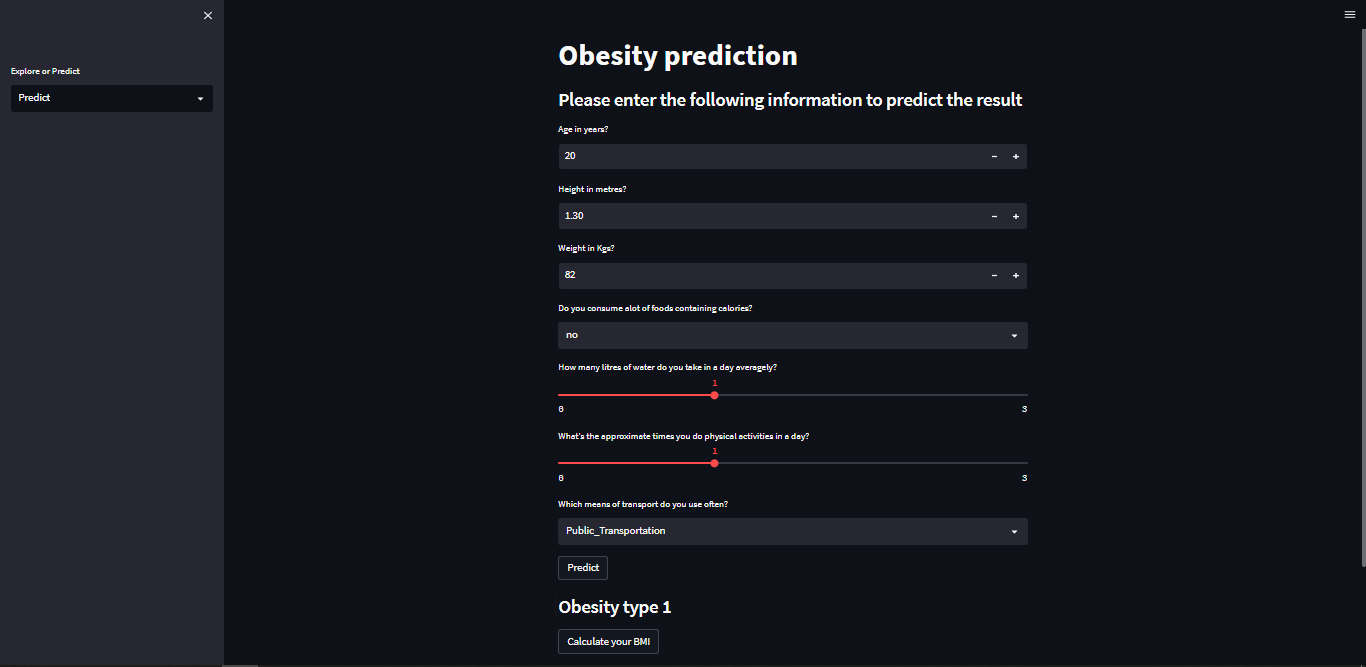 Explore or Predict
Predict
Obesity prediction
Please enter the following information to predict the result
Age in years?
20
Height in metres?
1.30
Weight in Kgs?
82
Do you consume alot of foods containing calories?
no
How many litres of water do you take in a day averagely?
1
0 3
What's the approximate times you do physical activities in a day?
1
0 3
Which means of transport do you use often?
Public_Transportation
Predict
Obesity type 1
Calculate your BMI